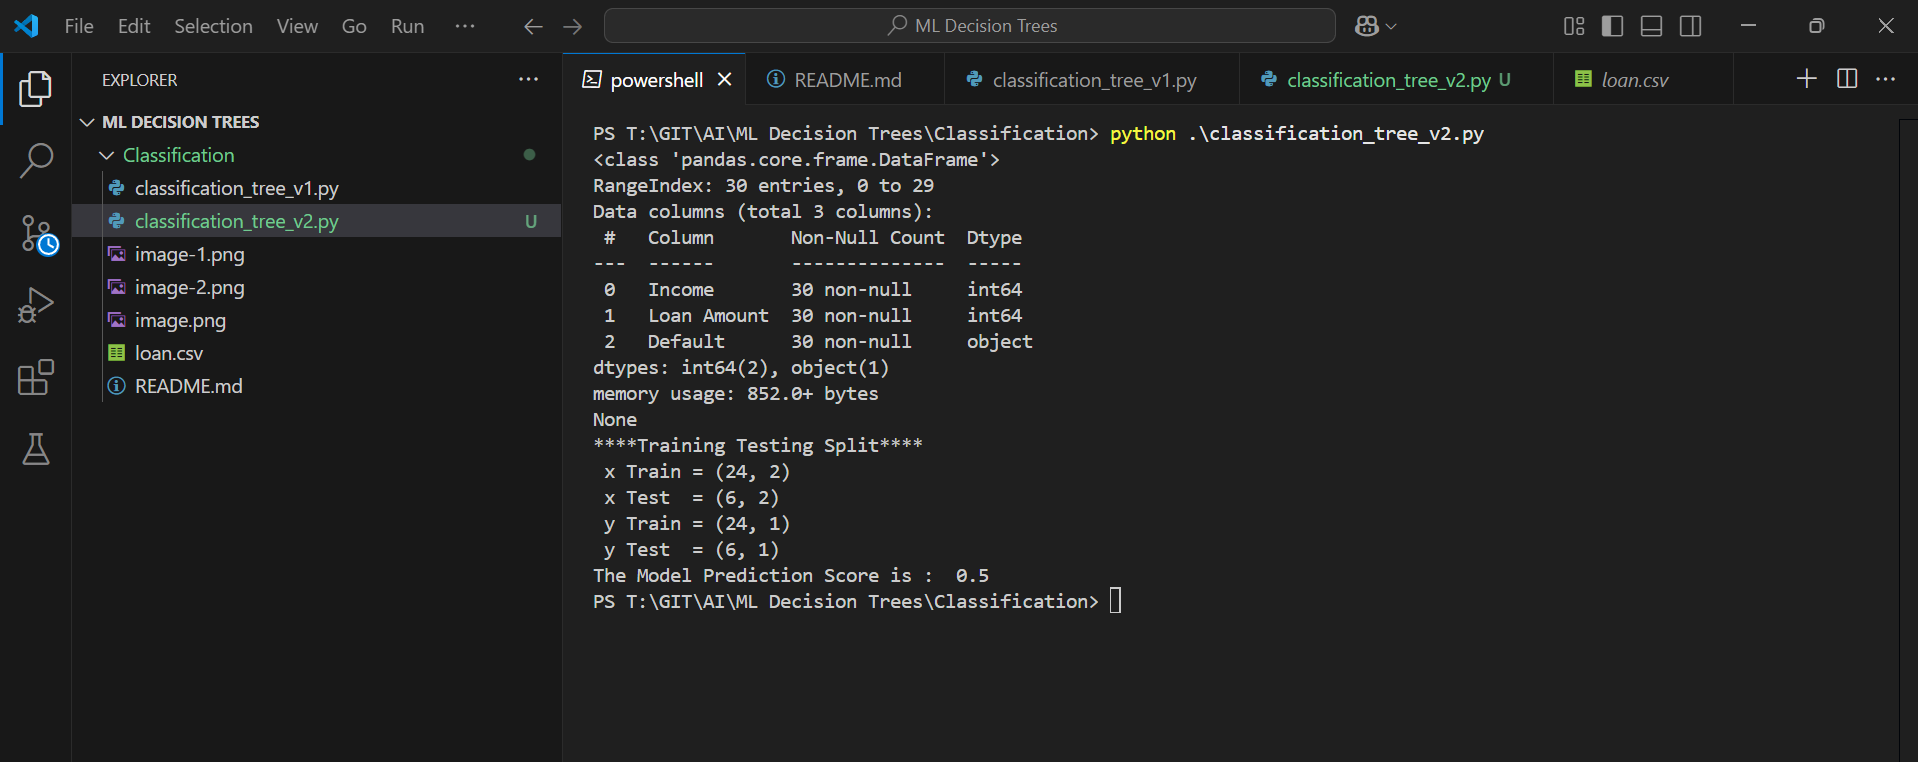 File Edit Selection View Go Run ··· ML Decision Trees
EXPLORER ···
ML DECISION TREES
Classification
classification_tree_v1.py
classification_tree_v2.py U
image-1.png
image-2.png
image.png
loan.csv
README.md
powershell README.md classification_tree_v1.py classification_tree_v2.py U loan.csv
PS T:\GIT\AI\ML Decision Trees\Classification> python .\classification_tree_v2.py
<class 'pandas.core.frame.DataFrame'>
RangeIndex: 30 entries, 0 to 29
Data columns (total 3 columns):
 #   Column       Non-Null Count  Dtype
---  ------       --------------  -----
 0   Income       30 non-null     int64
 1   Loan Amount  30 non-null     int64
 2   Default      30 non-null     object
dtypes: int64(2), object(1)
memory usage: 852.0+ bytes
None
****Training Testing Split****
 x Train = (24, 2)
 x Test  = (6, 2)
 y Train = (24, 1)
 y Test  = (6, 1)
The Model Prediction Score is :  0.5
PS T:\GIT\AI\ML Decision Trees\Classification>